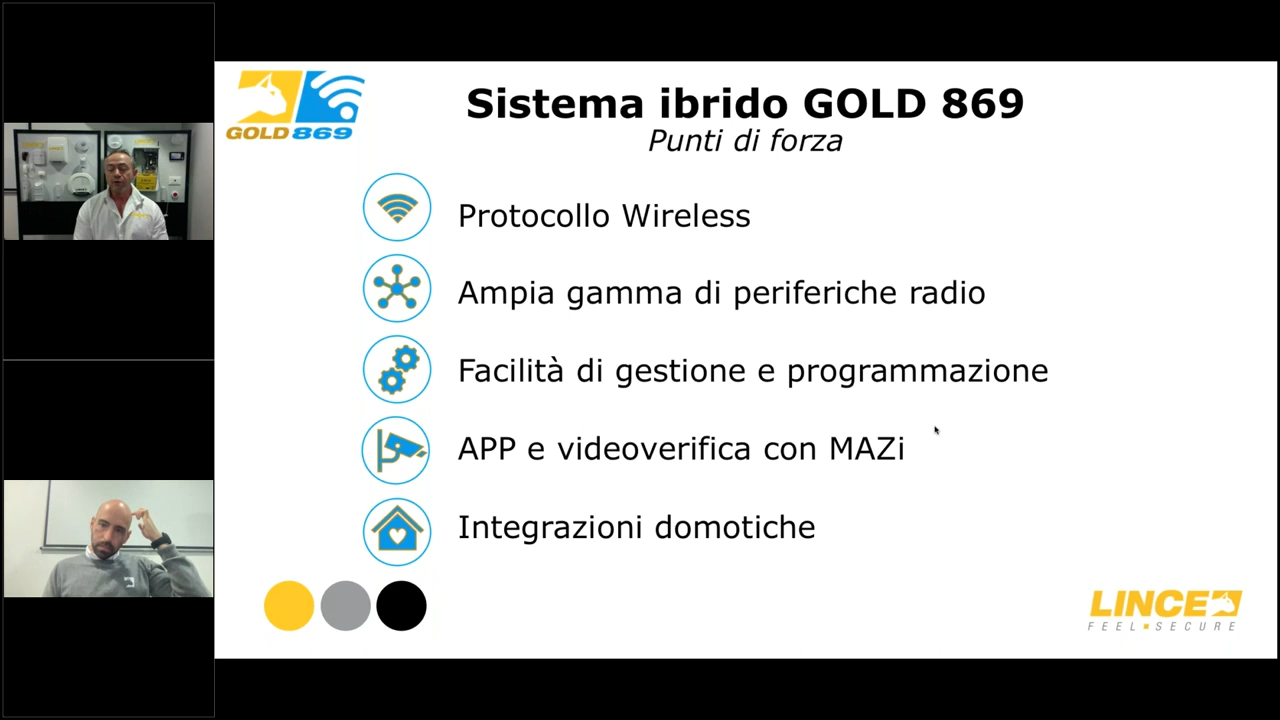 GOLD 869
Sistema ibrido GOLD 869
Punti di forza
Protocollo Wireless
Ampia gamma di periferiche radio
Facilità di gestione e programmazione
APP e videoverifica con MAZi
Integrazioni domotiche
LINCE
FEEL SECURE